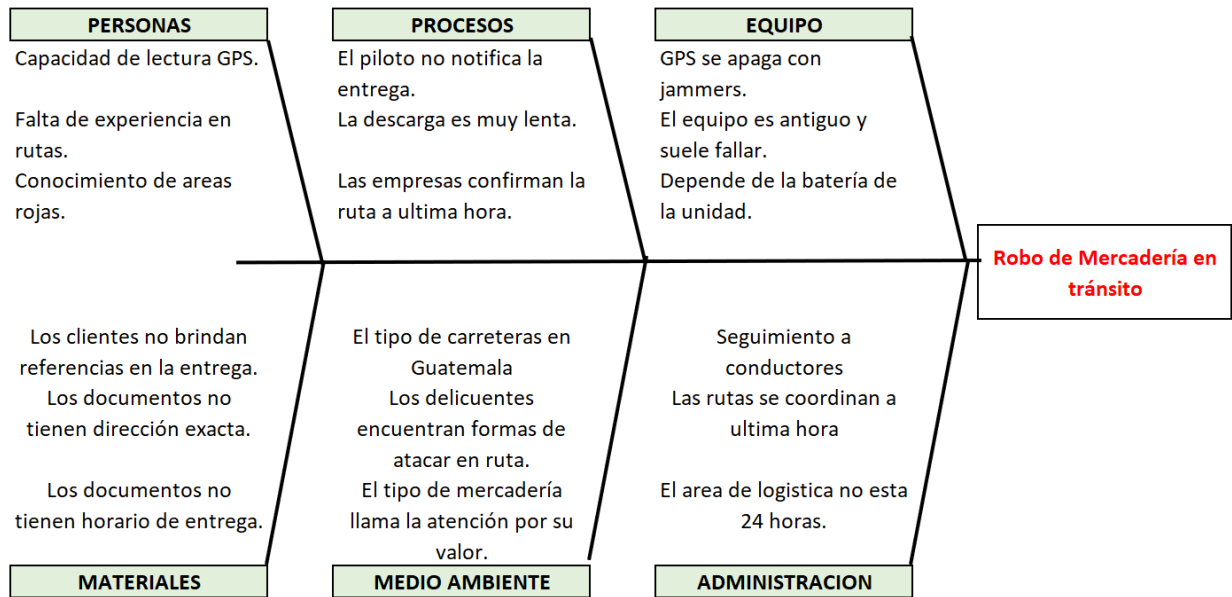 PERSONAS
Capacidad de lectura GPS.
Falta de experiencia en
rutas.
Conocimiento de areas
rojas.
PROCESOS
El piloto no notifica la
entrega.
La descarga es muy lenta.
Las empresas confirman la
ruta a ultima hora.
EQUIPO
GPS se apaga con
jammers.
El equipo es antiguo y
suele fallar.
Depende de la batería de
la unidad.
Robo de Mercadería en
tránsito
Los clientes no brindan
referencias en la entrega.
Los documentos no
tienen dirección exacta.
Los documentos no
tienen horario de entrega.
MATERIALES
El tipo de carreteras en
Guatemala
Los delicuentes
encuentran formas de
atacar en ruta.
El tipo de mercadería
llama la atención por su
valor.
MEDIO AMBIENTE
Seguimiento a
conductores
Las rutas se coordinan a
ultima hora
El area de logistica no esta
24 horas.
ADMINISTRACION